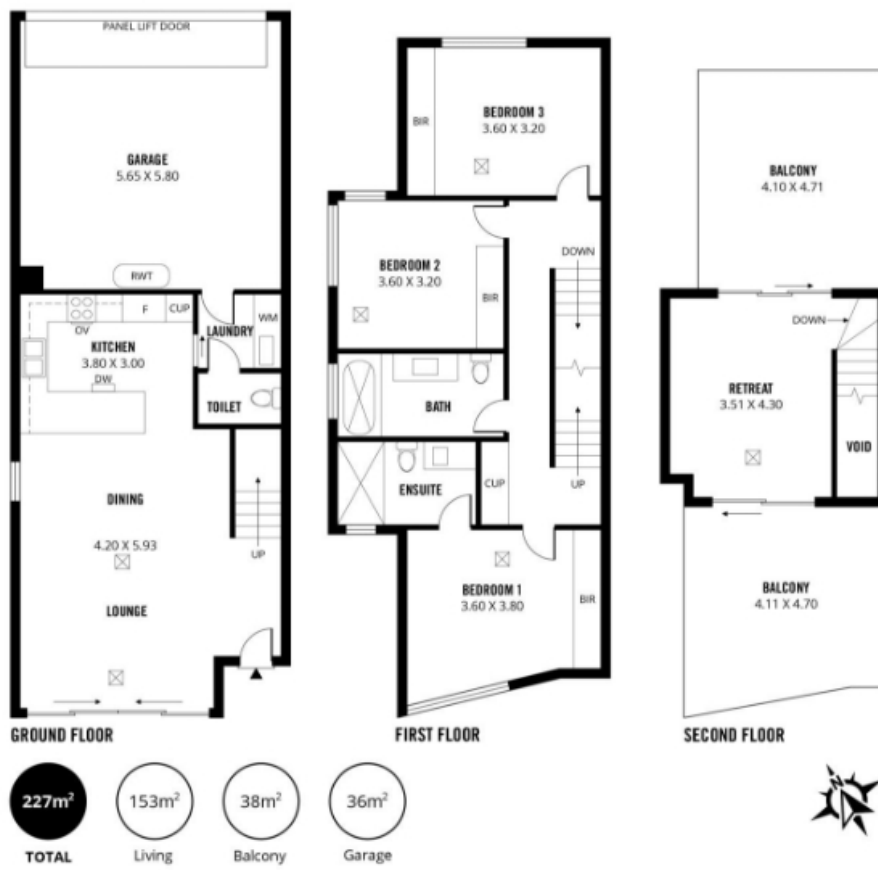 PANEL LIFT DOOR
GARAGE
5.65 X 5.80
RWT
OV
F
CUP
LAUNDRY
WM
KITCHEN
3.80 X 3.00
DW
TOILET
DINING
4.20 X 5.93
UP
LOUNGE
GROUND FLOOR
BIR
BEDROOM 3
3.60 X 3.20
BEDROOM 2
3.60 X 3.20
BIR
DOWN
BATH
ENSUITE
CUP
UP
BEDROOM 1
3.60 X 3.80
BIR
FIRST FLOOR
BALCONY
4.10 X 4.71
DOWN
RETREAT
3.51 X 4.30
VOID
BALCONY
4.11 X 4.70
SECOND FLOOR
227m²
TOTAL
153m²
Living
38m²
Balcony
36m²
Garage
N